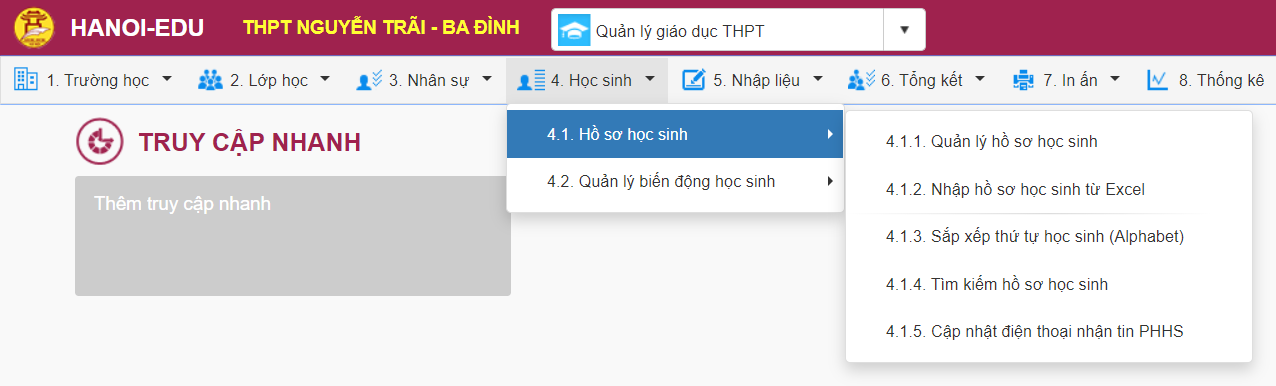 HANOI-EDU THPT NGUYỄN TRÃI - BA ĐÌNH Quản lý giáo dục THPT
1. Trường học 2. Lớp học 3. Nhân sự 4. Học sinh 5. Nhập liệu 6. Tổng kết 7. In ấn 8. Thống kê
TRUY CẬP NHANH
Thêm truy cập nhanh
4.1. Hồ sơ học sinh
4.2. Quản lý biến động học sinh
4.1.1. Quản lý hồ sơ học sinh
4.1.2. Nhập hồ sơ học sinh từ Excel
4.1.3. Sắp xếp thứ tự học sinh (Alphabet)
4.1.4. Tìm kiếm hồ sơ học sinh
4.1.5. Cập nhật điện thoại nhận tin PHHS